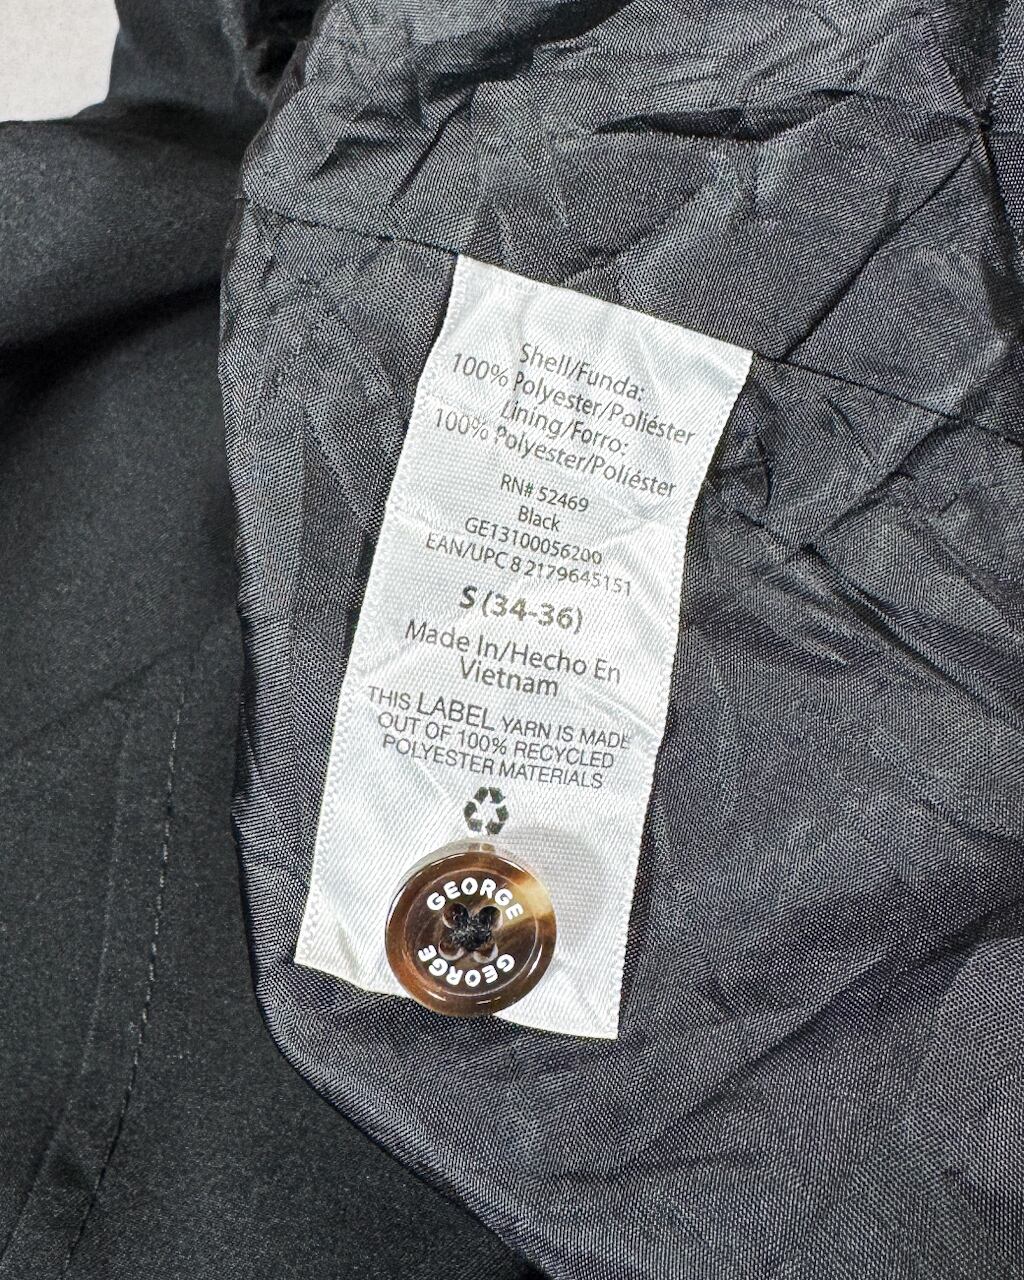 Shell/Funda:
100% Polyester/Poliéster
Lining/Forro:
100% Polyester/Poliéster
RN# 52469
Black
GE13100056200
EAN/UPC 8 2179645151
S (34-36)
Made In/Hecho En
Vietnam
THIS LABEL YARN IS MADE
OUT OF 100% RECYCLED
POLYESTER MATERIALS
GEORGE
GEORGE